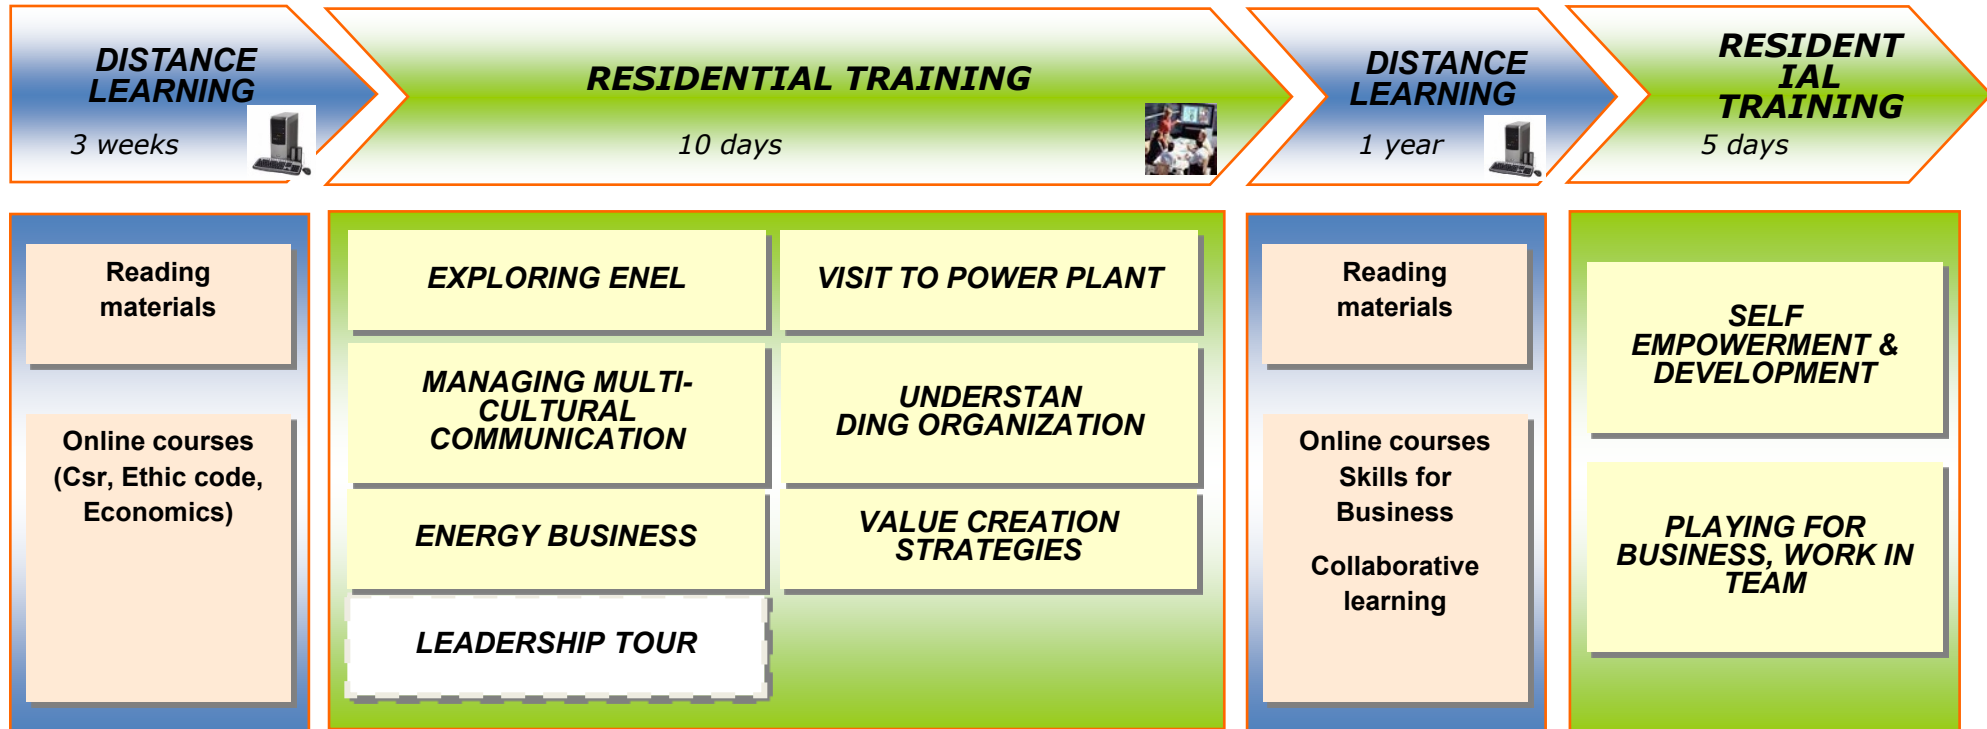 DISTANCE
LEARNING
3 weeks
RESIDENTIAL TRAINING
10 days
DISTANCE
LEARNING
1 year
RESIDENT
IAL
TRAINING
5 days
Reading
materials
Online courses
(Csr, Ethic code,
Economics)
EXPLORING ENEL
VISIT TO POWER PLANT
MANAGING MULTI-
CULTURAL
COMMUNICATION
UNDERSTAN
DING ORGANIZATION
ENERGY BUSINESS
VALUE CREATION
STRATEGIES
LEADERSHIP TOUR
Reading
materials
Online courses
Skills for
Business
Collaborative
learning
SELF
EMPOWERMENT &
DEVELOPMENT
PLAYING FOR
BUSINESS, WORK IN
TEAM